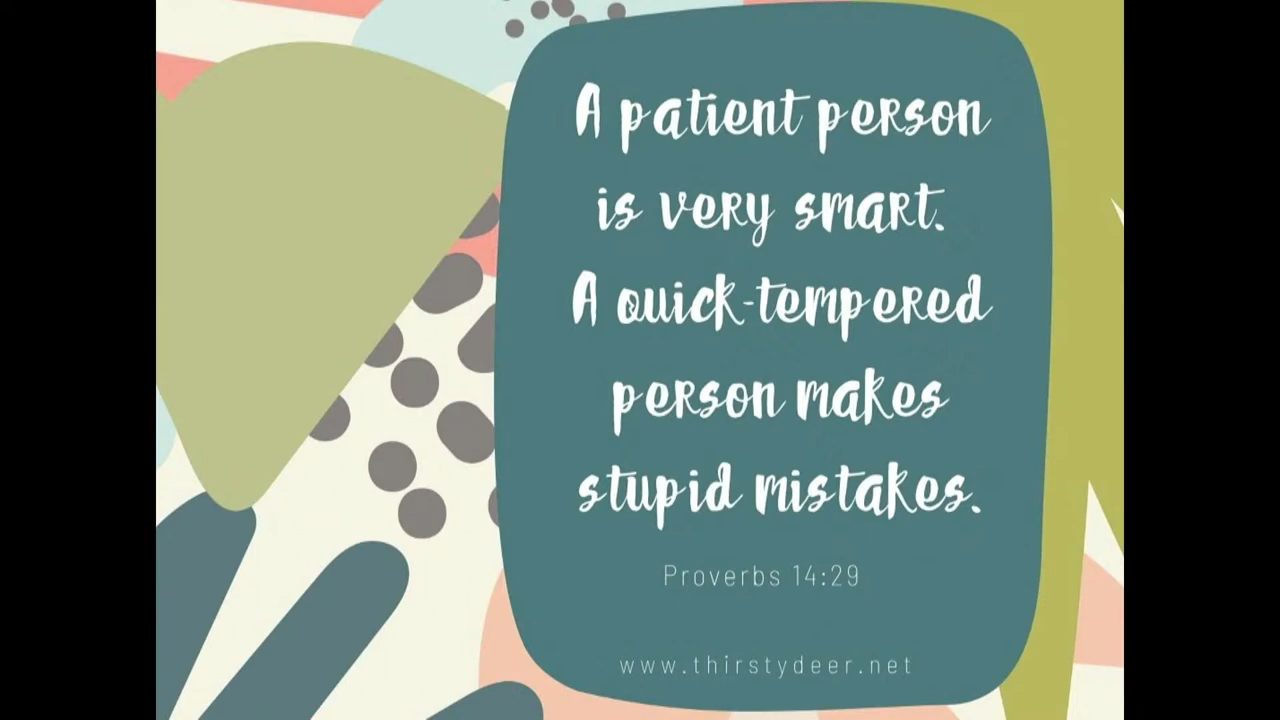 A patient person
is very smart.
A quick-tempered
person makes
stupid mistakes.
Proverbs 14:29
www.thirstydeer.net